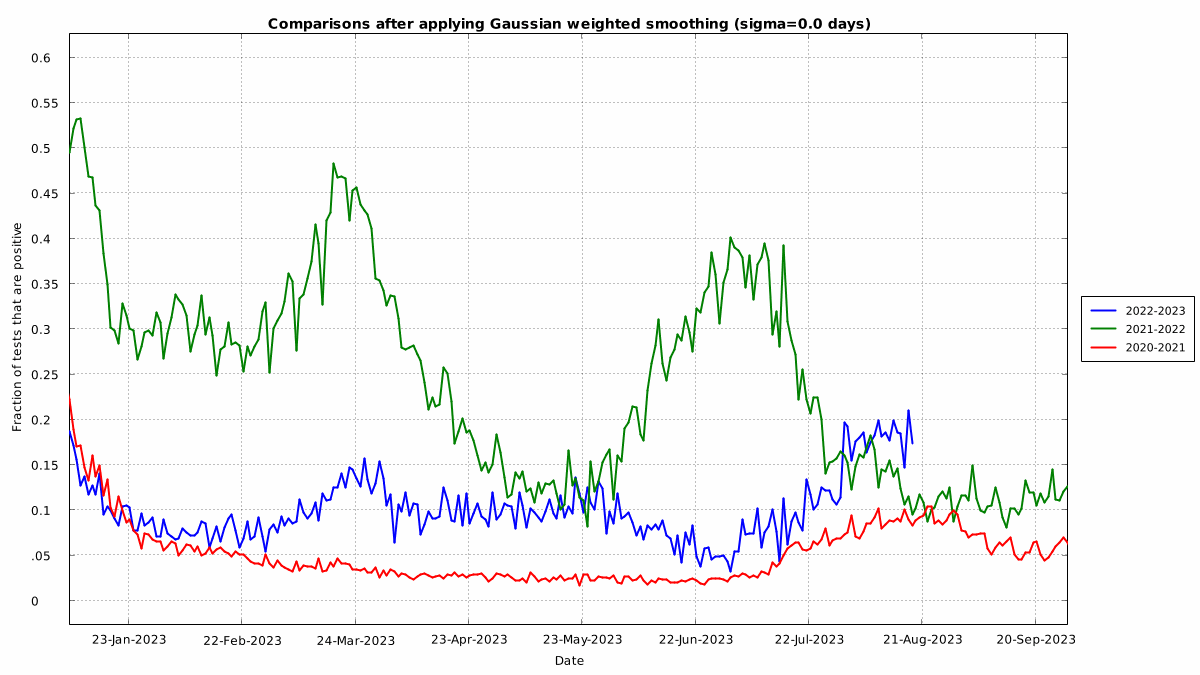 Comparisons after applying Gaussian weighted smoothing (sigma=0.0 days)
0.6
0.55
0.5
0.45
0.4
0.35
0.3
0.25
0.2
0.15
0.1
.05
0
Fraction of tests that are positive
23-Jan-2023
22-Feb-2023
24-Mar-2023
23-Apr-2023
23-May-2023
22-Jun-2023
22-Jul-2023
21-Aug-2023
20-Sep-2023
Date
2022-2023
2021-2022
2020-2021